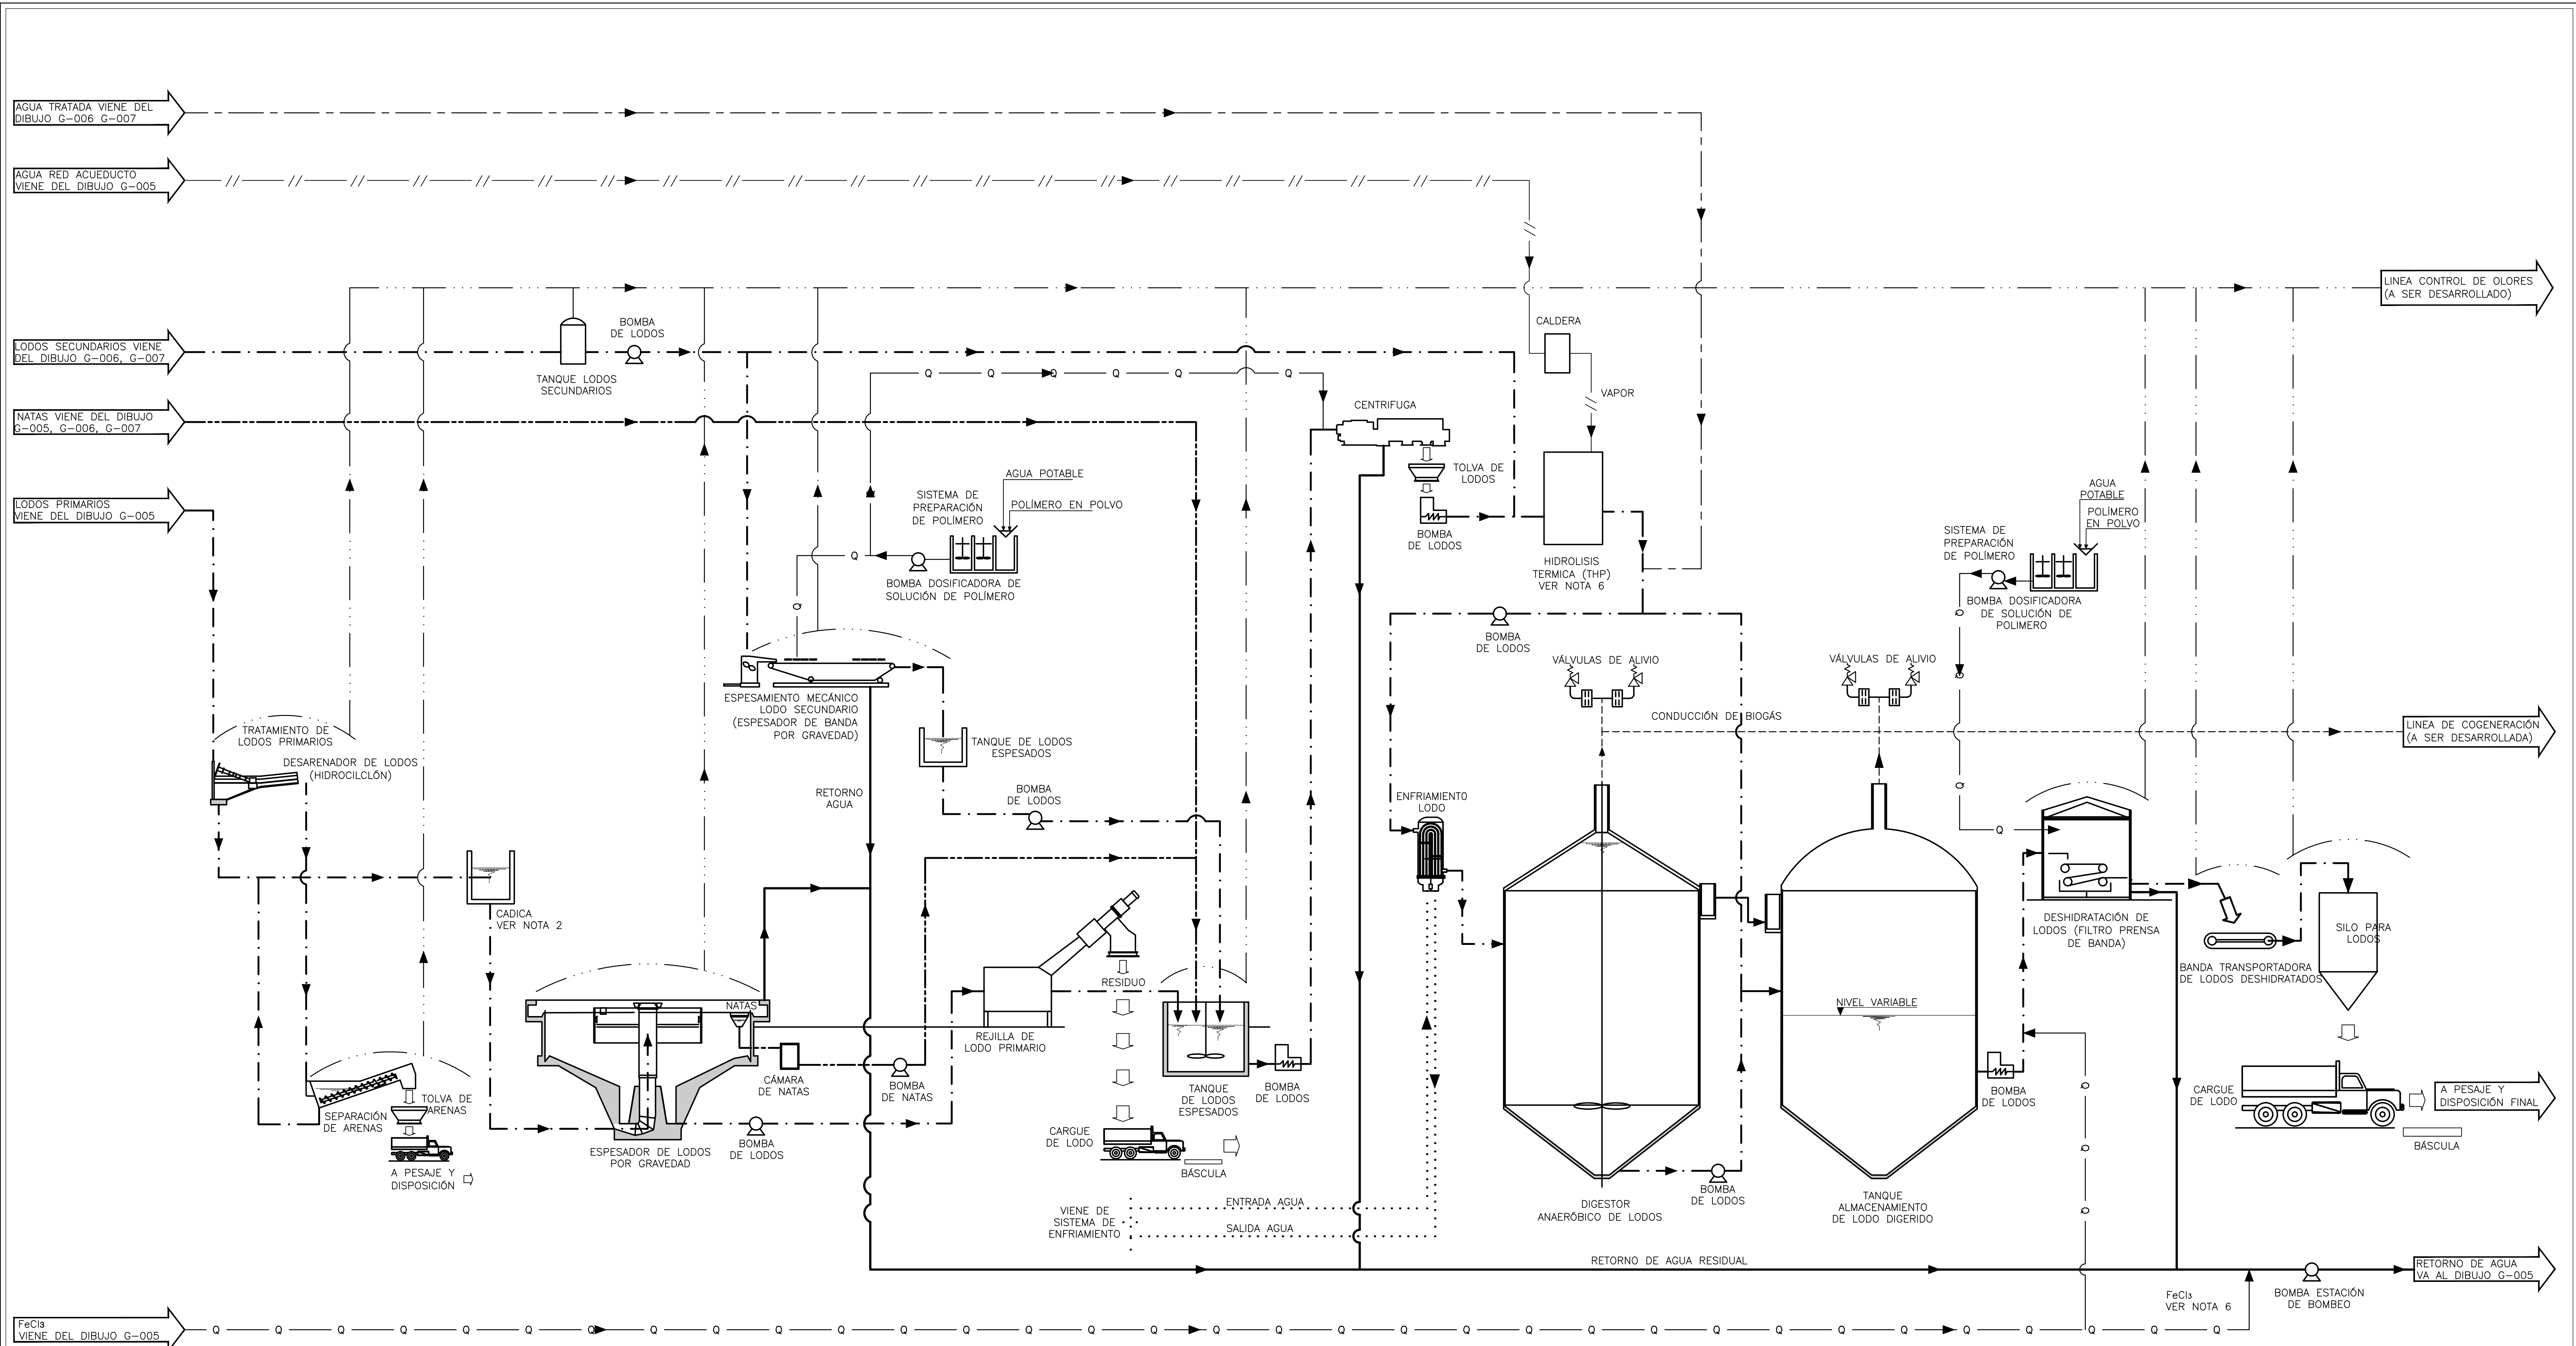 AGUA TRATADA VIENE DEL
DIBUJO G-006 G-007
AGUA RED ACUEDUCTO
VIENE DEL DIBUJO G-005
LINEA CONTROL DE OLORES
(A SER DESARROLLADO)
LODOS SECUNDARIOS VIENE
DEL DIBUJO G-006, G-007
BOMBA
DE LODOS
TANQUE LODOS
SECUNDARIOS
CALDERA
VAPOR
NATAS VIENE DEL DIBUJO
G-005, G-006, G-007
CENTRIFUGA
TOLVA DE
LODOS
BOMBA
DE LODOS
HIDROLISIS
TERMICA (THP)
VER NOTA 6
LODOS PRIMARIOS
VIENE DEL DIBUJO G-005
AGUA POTABLE
POLÍMERO EN POLVO
SISTEMA DE
PREPARACIÓN
DE POLÍMERO
BOMBA DOSIFICADORA DE
SOLUCIÓN DE POLÍMERO
AGUA
POTABLE
POLÍMERO
EN POLVO
SISTEMA DE
PREPARACIÓN
DE POLÍMERO
BOMBA DOSIFICADORA
DE SOLUCIÓN DE
POLIMERO
BOMBA
DE LODOS
VÁLVULAS DE ALIVIO
VÁLVULAS DE ALIVIO
CONDUCCIÓN DE BIOGÁS
LINEA DE COGENERACIÓN
(A SER DESARROLLADA)
ESPESAMIENTO MECÁNICO
LODO SECUNDARIO
(ESPESADOR DE BANDA
POR GRAVEDAD)
TANQUE DE LODOS
ESPESADOS
TRATAMIENTO DE
LODOS PRIMARIOS
DESARENADOR DE LODOS
(HIDROCILCLÓN)
RETORNO
AGUA
BOMBA
DE LODOS
ENFRIAMIENTO
LODO
CADICA
VER NOTA 2
DESHIDRATACIÓN DE
LODOS (FILTRO PRENSA
DE BANDA)
SILO PARA
LODOS
BANDA TRANSPORTADORA
DE LODOS DESHIDRATADOS
NATAS
RESIDUO
REJILLA DE
LODO PRIMARIO
NIVEL VARIABLE
CÁMARA
DE NATAS
BOMBA
DE NATAS
TANQUE
DE LODOS
ESPESADOS
BOMBA
DE LODOS
BOMBA
DE LODOS
CARGUE
DE LODO
A PESAJE Y
DISPOSICIÓN FINAL
BÁSCULA
SEPARACIÓN
DE ARENAS
TOLVA DE
ARENAS
A PESAJE Y
DISPOSICIÓN
ESPESADOR DE LODOS
POR GRAVEDAD
BOMBA
DE LODOS
CARGUE
DE LODO
BÁSCULA
VIENE DE
SISTEMA DE
ENFRIAMIENTO
ENTRADA AGUA
SALIDA AGUA
DIGESTOR
ANAERÓBICO DE LODOS
BOMBA
DE LODOS
TANQUE
ALMACENAMIENTO
DE LODO DIGERIDO
RETORNO DE AGUA RESIDUAL
RETORNO DE AGUA
VA AL DIBUJO G-005
BOMBA ESTACIÓN
DE BOMBEO
FeCl3
VER NOTA 6
FeCl3
VIENE DEL DIBUJO G-005
Q Q Q Q Q Q
Q
Q
Q
Q
Q
Q
Q
Q
Q
Q
Q Q Q Q Q Q Q Q Q Q Q Q Q Q Q Q Q Q Q Q Q Q Q Q Q Q Q Q Q Q Q Q Q